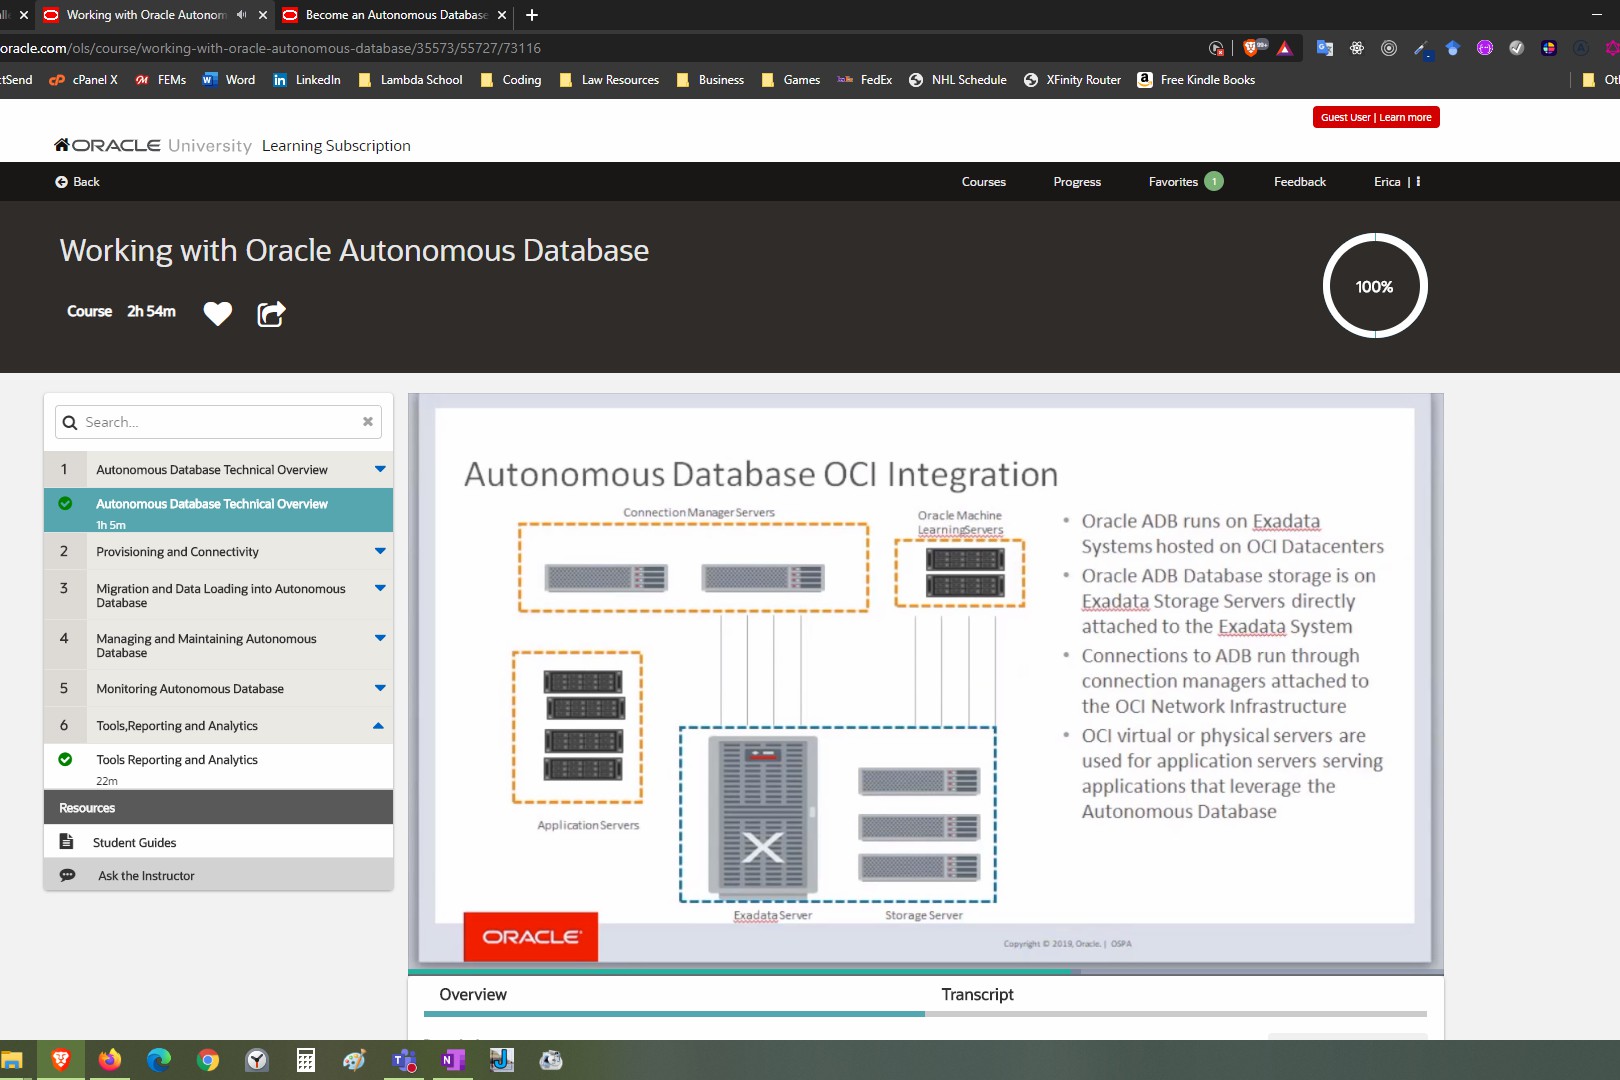 Working with Oracle Autonom
Become an Autonomous Database
oracle.com/ols/course/working-with-oracle-autonomous-database/35573/55727/73116
99+
ctSend
cPanel X
FEMs
Word
LinkedIn
Lambda School
Coding
Law Resources
Business
Games
FedEx
NHL Schedule
XFinity Router
Free Kindle Books
Guest User | Learn more
ORACLE University Learning Subscription
Back
Courses
Progress
Favorites 1
Feedback
Erica |
Working with Oracle Autonomous Database
Course 2h 54m
100%
Search...
1 Autonomous Database Technical Overview
Autonomous Database Technical Overview
1h 5m
2 Provisioning and Connectivity
3 Migration and Data Loading into Autonomous
Database
4 Managing and Maintaining Autonomous
Database
5 Monitoring Autonomous Database
6 Tools,Reporting and Analytics
Tools Reporting and Analytics
22m
Resources
Student Guides
Ask the Instructor
Autonomous Database OCI Integration
Connection Manager Servers
Oracle Machine
LearningServers
Application Servers
X
Exadata Server
Storage Server
• Oracle ADB runs on Exadata
Systems hosted on OCI Datacenters
• Oracle ADB Database storage is on
Exadata Storage Servers directly
attached to the Exadata System
• Connections to ADB run through
connection managers attached to
the OCI Network Infrastructure
• OCI virtual or physical servers are
used for application servers serving
applications that leverage the
Autonomous Database
ORACLE
Copyright © 2019, Oracle. | OSPA
Overview
Transcript